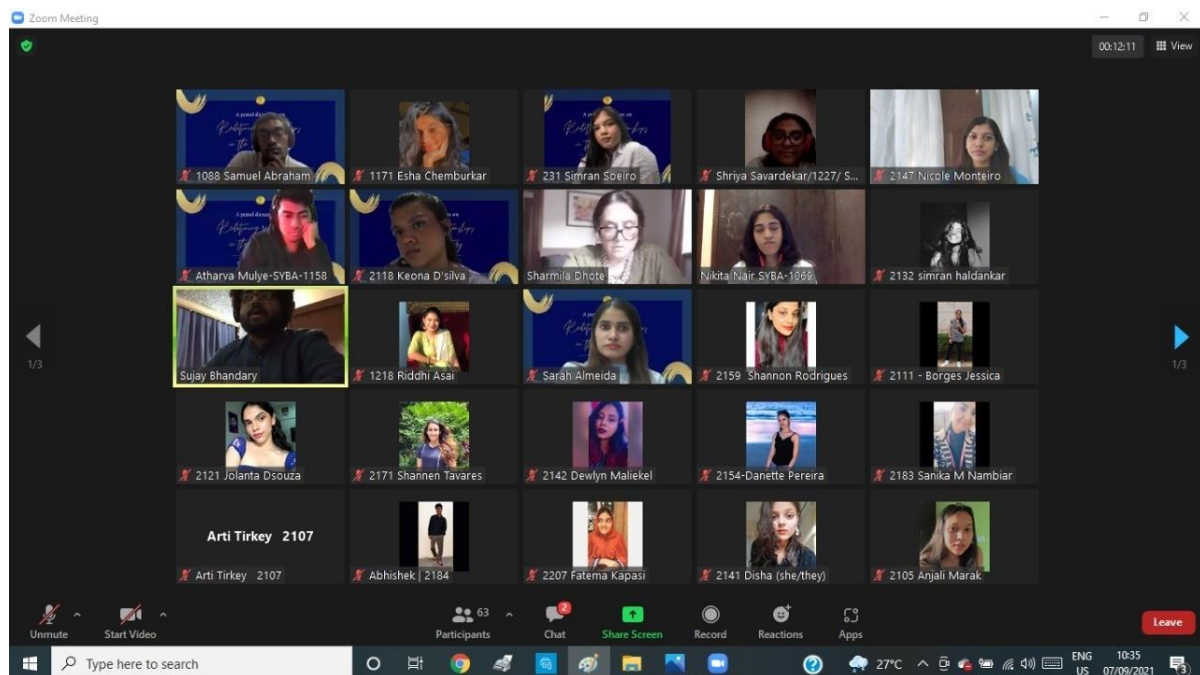 Zoom Meeting
00:12:11 View
A panel discussion on
1088 Samuel Abraham
1171 Esha Chemburkar
231 Simran Soeiro
Shriya Savardekar/1227/ S...
2147 Nicole Monteiro
Atharva Mulye-SYBA-1158
2118 Keona D'silva
Sharmila Dhote
Nikita Nair SYBA-1069
2132 simran haldankar
1/3
Sujay Bhandary
1218 Riddhi Asai
Sarah Almeida
2159 Shannon Rodrigues
2111 - Borges Jessica
1/3
2121 Jolanta Dsouza
2171 Shannen Tavares
2142 Dewlyn Maliekel
2154-Danette Pereira
2183 Sanika M Nambiar
Arti Tirkey 2107
Arti Tirkey 2107
Abhishek | 2184
2207 Fatema Kapasi
2141 Disha (she/they)
2105 Anjali Marak
63
2
Unmute
Start Video
Participants
Chat
Share Screen
Record
Reactions
Apps
Leave
Type here to search
27°C
ENG
US
10:35
07/09/2021
3